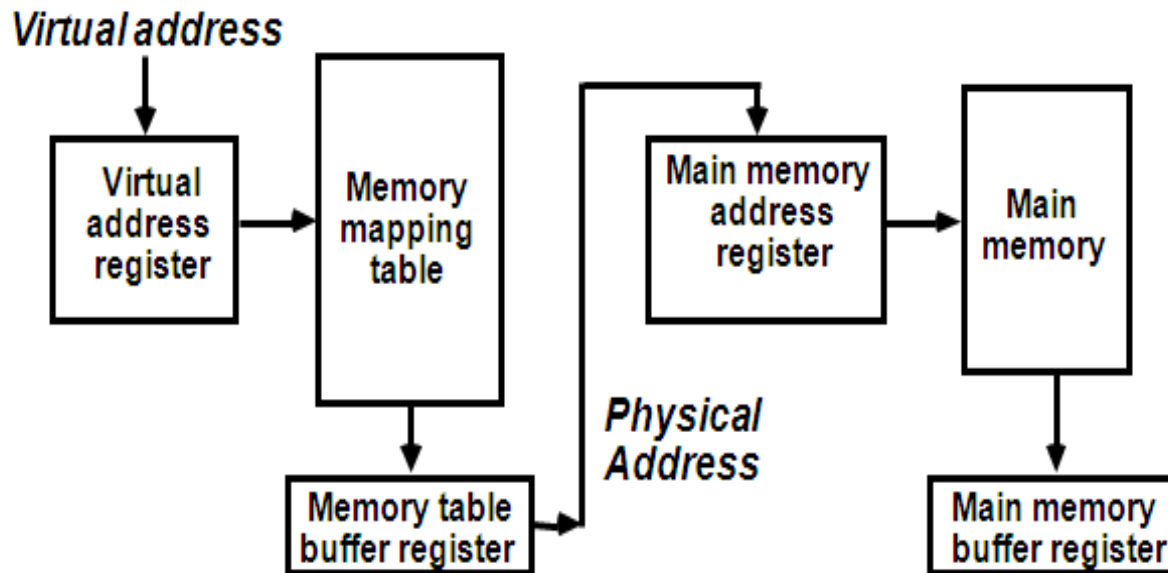 Virtual address
Virtual
address
register
Memory
mapping
table
Memory table
buffer register
Physical
Address
Main memory
address
register
Main
memory
Main memory
buffer register